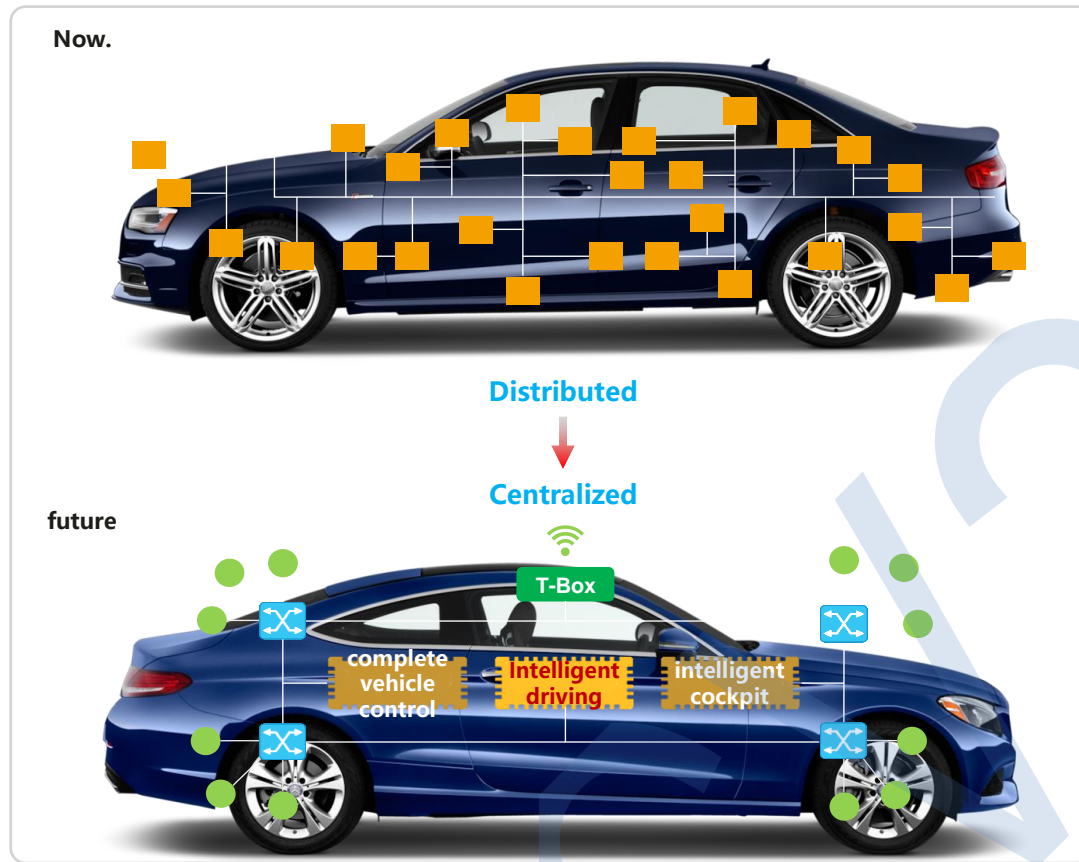 Now.
Distributed
Centralized
future
T-Box
complete
vehicle
control
Intelligent
driving
intelligent
cockpit